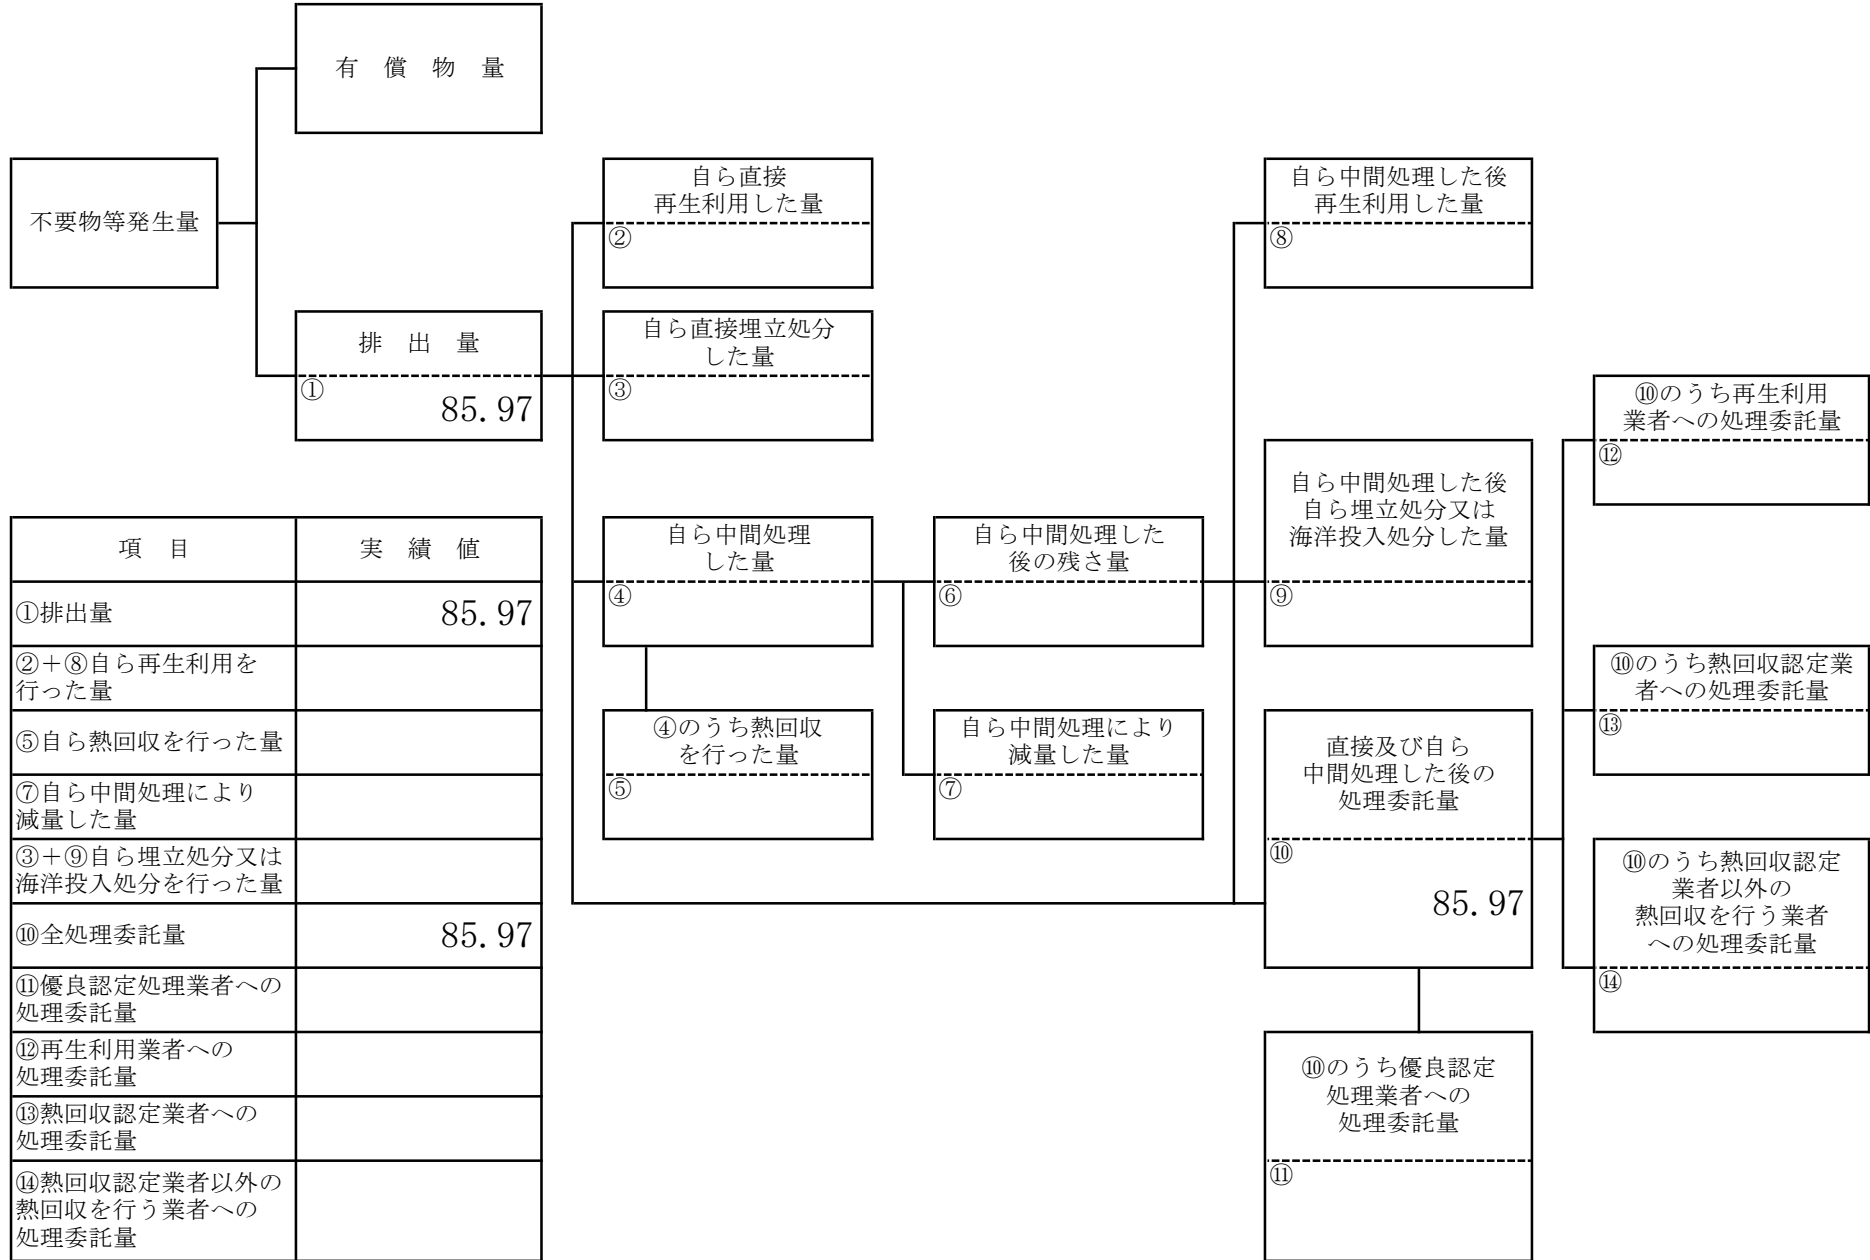 有 償 物 量
不要物等発生量
排 出 量
①
85.97
自ら直接
再生利用した量
②
自ら直接埋立処分
した量
③
自ら中間処理
した量
④
④のうち熱回収
を行った量
⑤
自ら中間処理した
後の残さ量
⑥
自ら中間処理により
減量した量
⑦
自ら中間処理した後
再生利用した量
⑧
自ら中間処理した後
自ら埋立処分又は
海洋投入処分した量
⑨
直接及び自ら
中間処理した後の
処理委託量
⑩
85.97
⑩のうち優良認定
処理業者への
処理委託量
⑪
⑩のうち再生利用
業者への処理委託量
⑫
⑩のうち熱回収認定業
者への処理委託量
⑬
⑩のうち熱回収認定
業者以外の
熱回収を行う業者
への処理委託量
⑭
項 目 実 績 値
①排出量 85.97
②+⑧自ら再生利用を
行った量
⑤自ら熱回収を行った量
⑦自ら中間処理により
減量した量
③+⑨自ら埋立処分又は
海洋投入処分を行った量
⑩全処理委託量 85.97
⑪優良認定処理業者への
処理委託量
⑫再生利用業者への
処理委託量
⑬熱回収認定業者への
処理委託量
⑭熱回収認定業者以外の
熱回収を行う業者への
処理委託量